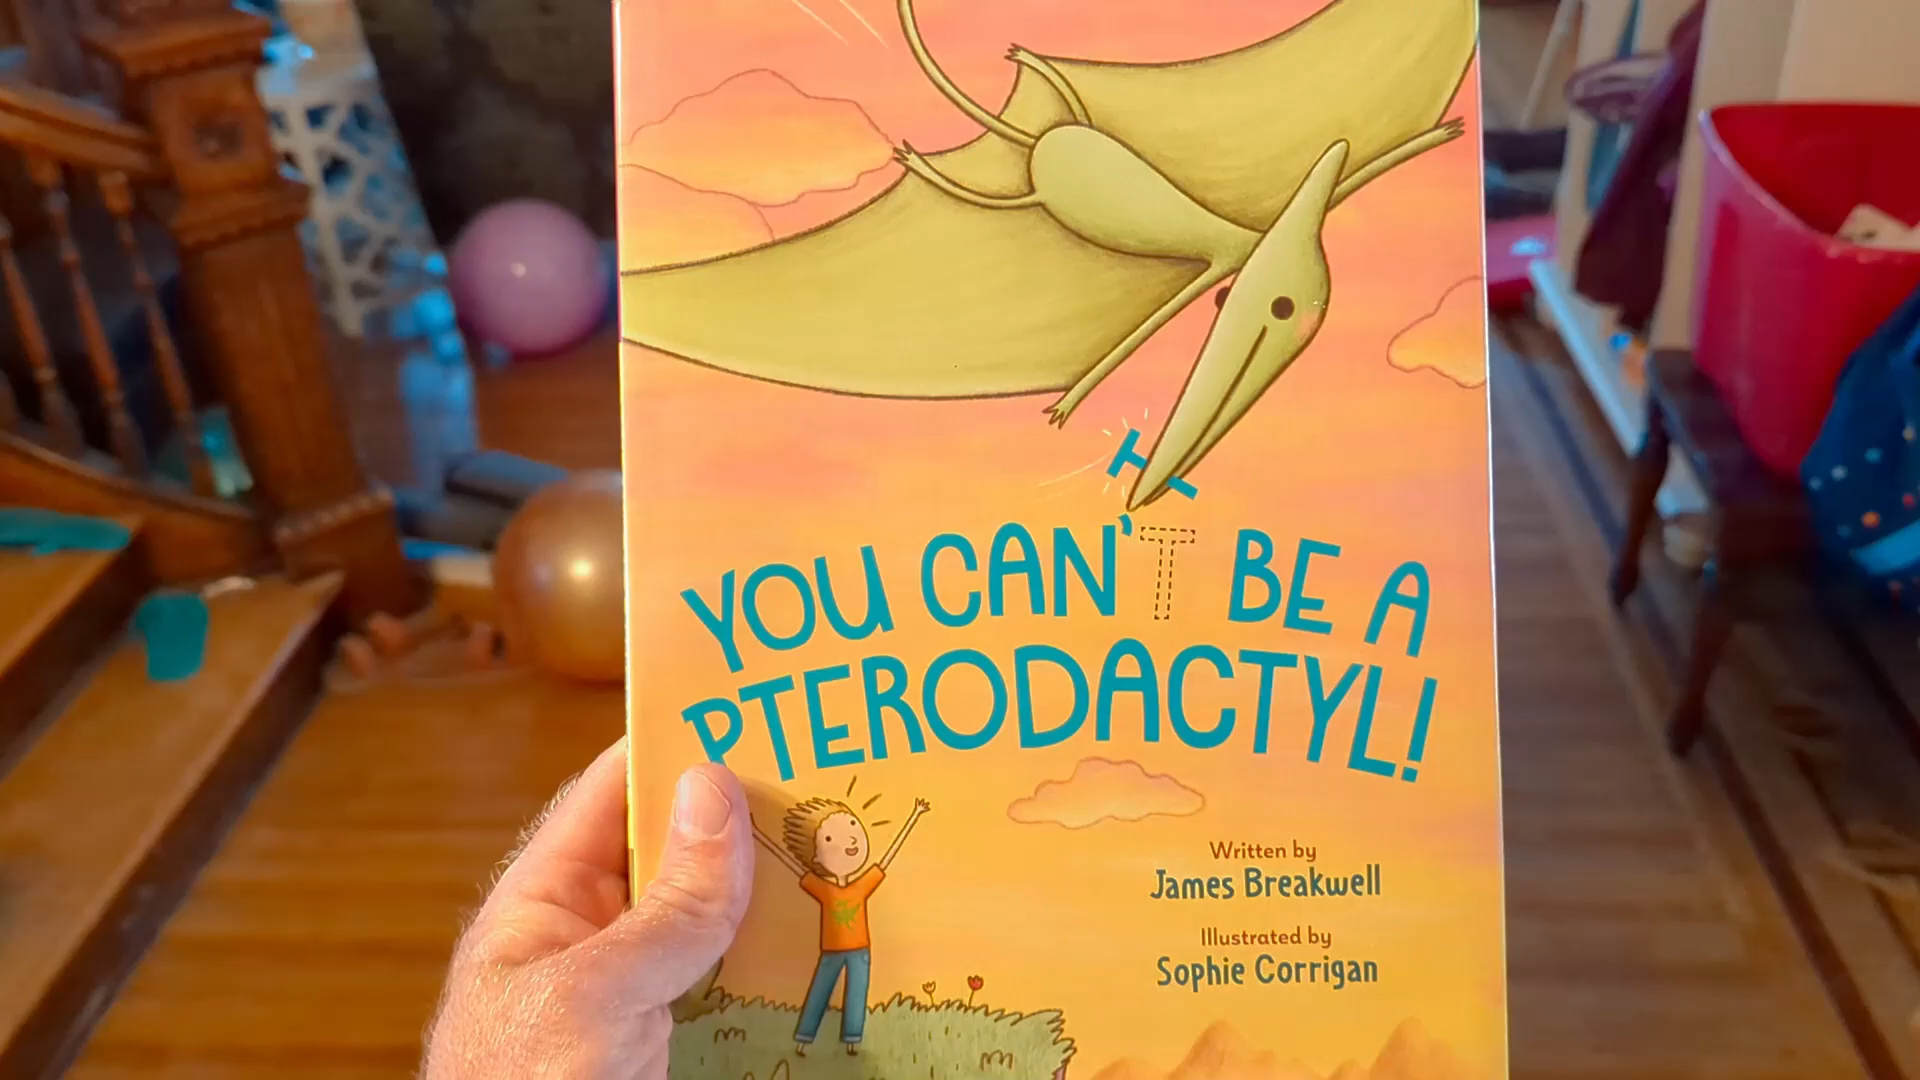 YOU CAN'T BE A
PTERODACTYL!
Written by
James Breakwell
Illustrated by
Sophie Corrigan